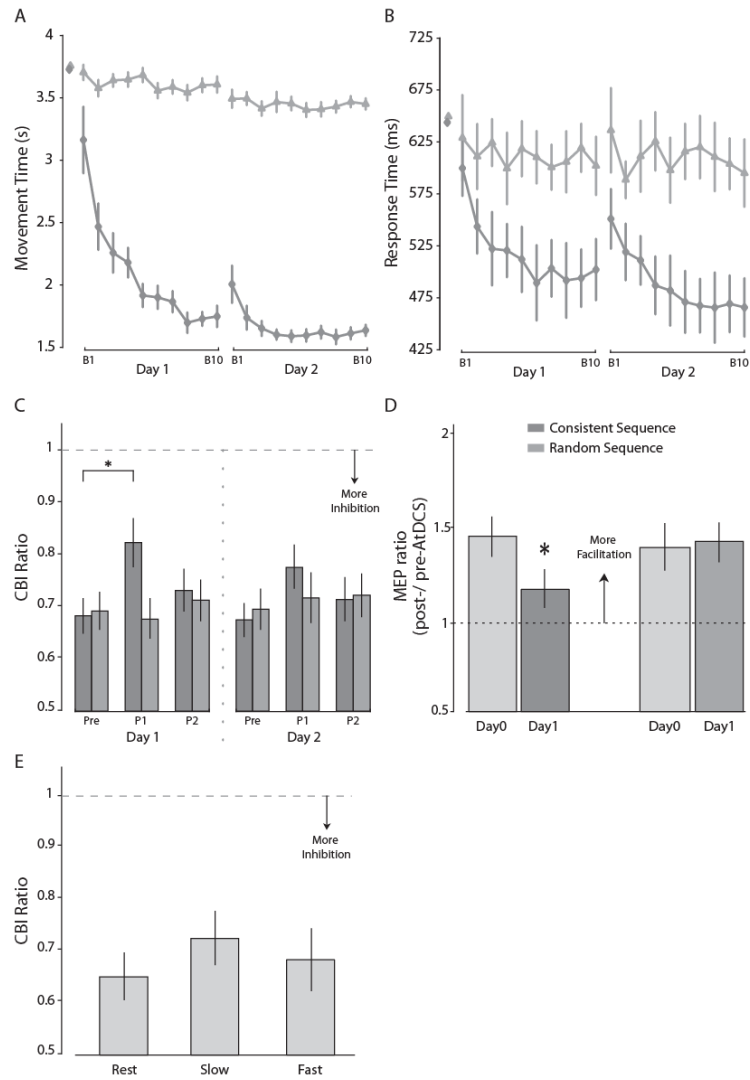 A
Movement Time (s)
4
3.5
3
2.5
2
1.5
B1
B10
B1
B10
Day 1
Day 2
B
Response Time (ms)
725
675
625
575
525
475
425
B1
B10
B1
B10
Day 1
Day 2
C
CBI Ratio
1
0.9
0.8
0.7
0.6
0.5
*
More
Inhibition
Pre
P1
P2
Pre
P1
P2
Day 1
Day 2
D
Consistent Sequence
Random Sequence
MEP ratio
(post-/ pre-AtDCS)
2
1.5
1
0.5
*
More
Facilitation
Day0
Day1
Day0
Day1
E
CBI Ratio
1
0.9
0.8
0.7
0.6
0.5
More
Inhibition
Rest
Slow
Fast